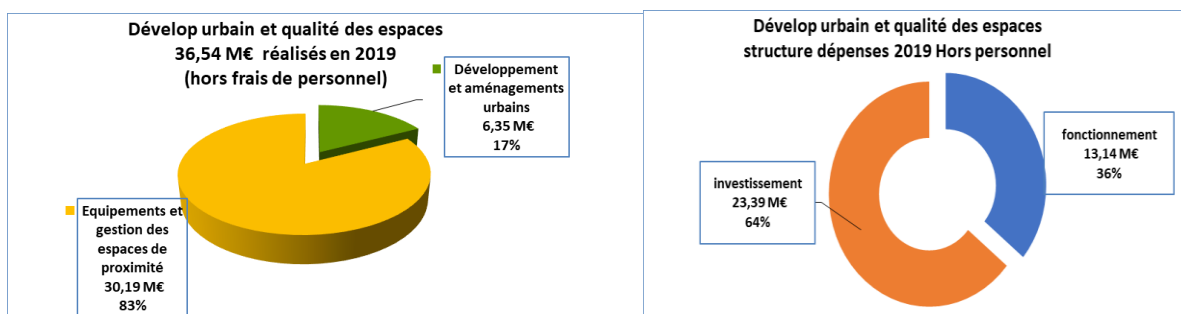 Dévelop urbain et qualité des espaces
36,54 M€ réalisés en 2019
(hors frais de personnel)
Développement
et aménagements
urbains
6,35 M€
17%
Equipements et
gestion des
espaces de
proximité
30,19 M€
83%
Dévelop urbain et qualité des espaces
structure dépenses 2019 Hors personnel
fonctionnement
13,14 M€
36%
investissement
23,39 M€
64%